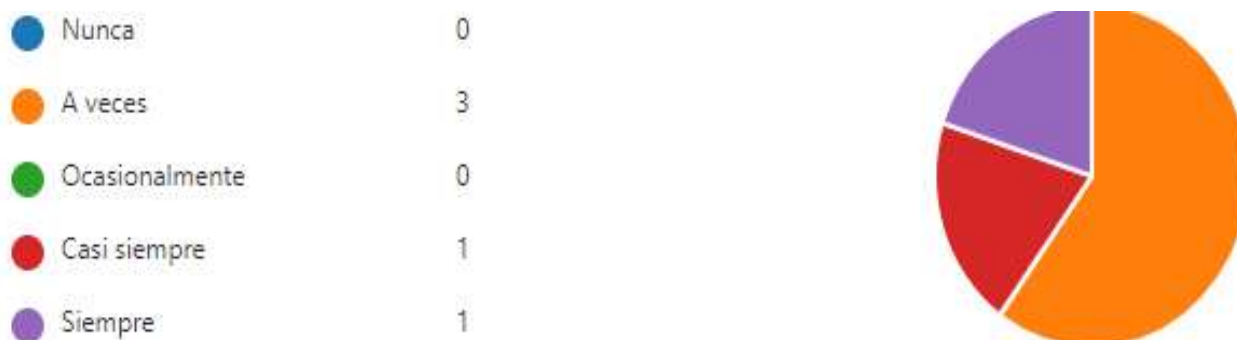 Nunca 0
A veces 3
Ocasionalmente 0
Casi siempre 1
Siempre 1